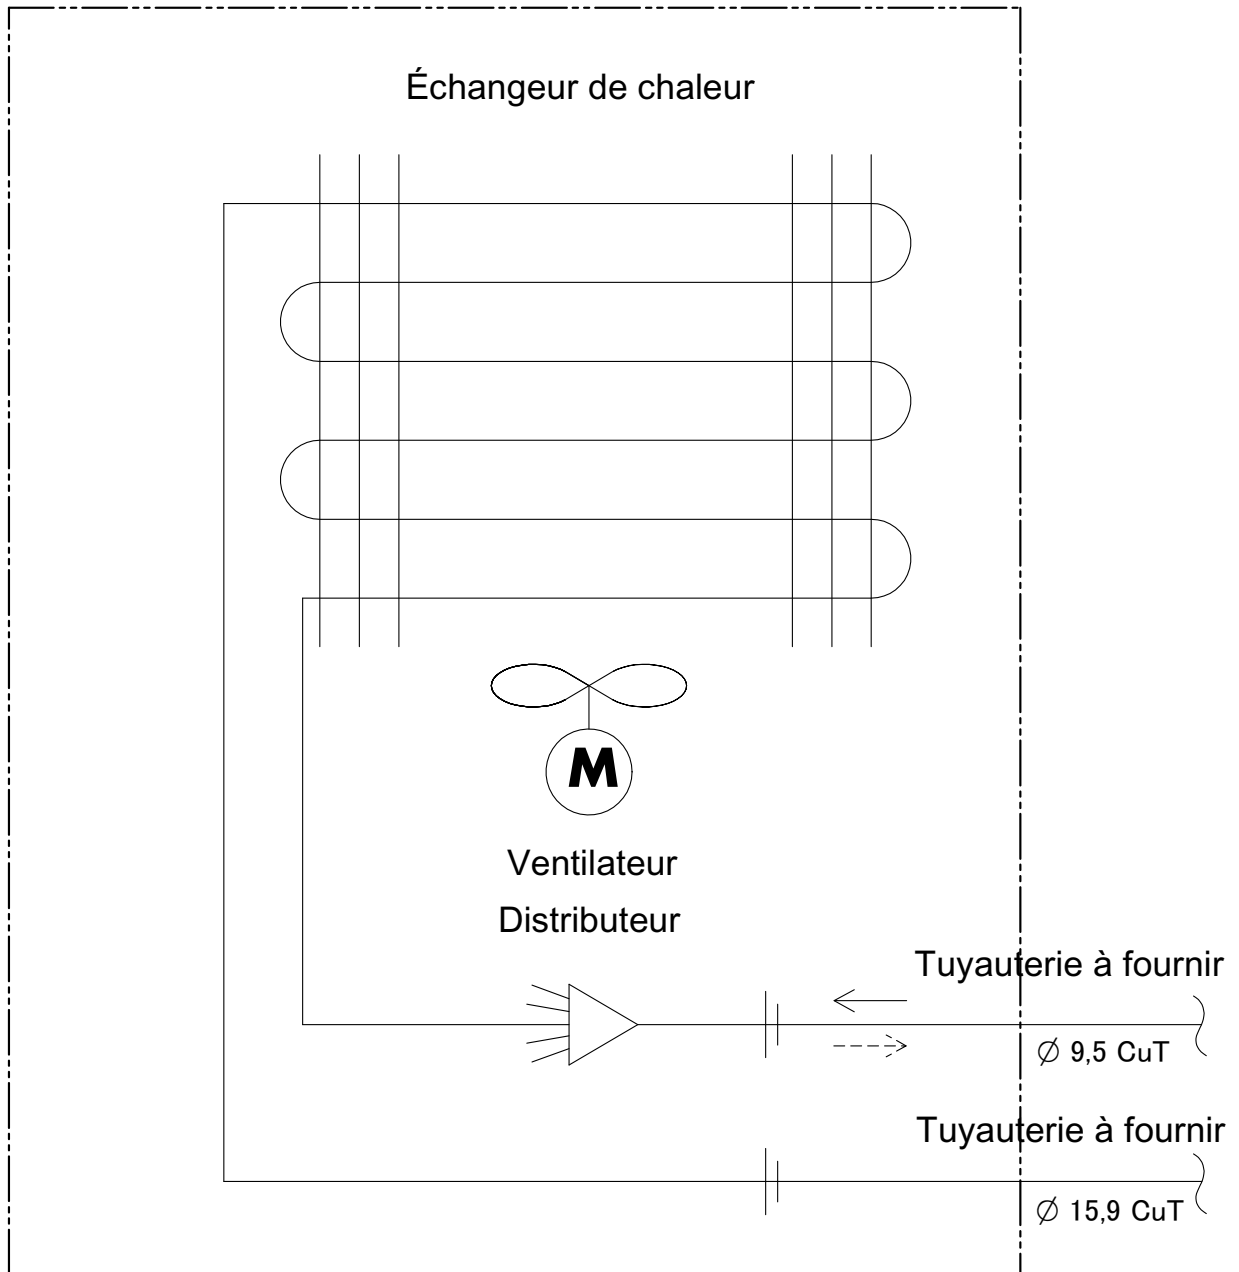 Échangeur de chaleur
M
Ventilateur
Distributeur
Tuyauterie à fournir
∅ 9,5 CuT
Tuyauterie à fournir
∅ 15,9 CuT